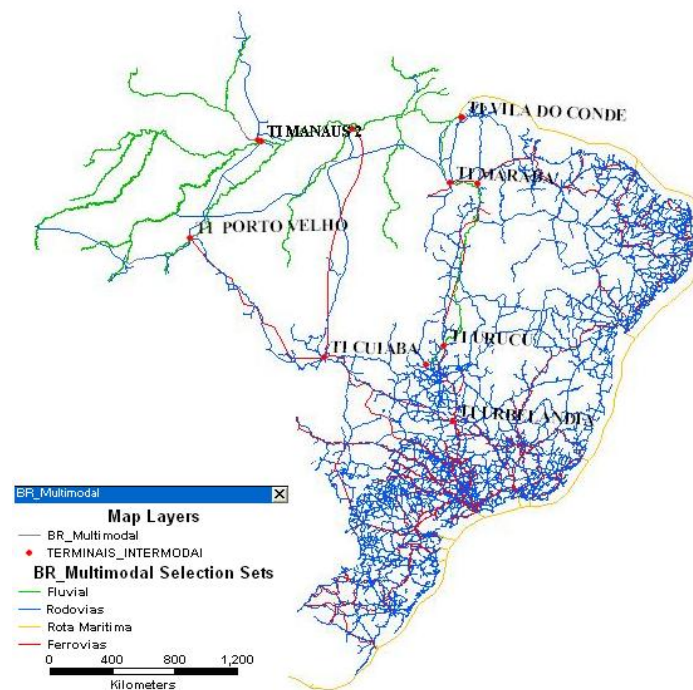 TI VILA DO CONDE
TI MANAUS 2
TI MARABA
TI PORTO VELHO
TI CUIABA
TI URUCU
TI URBELANDIA
BR_Multimodal
Map Layers
BR_Multimodal
TERMINAIS_INTERMODAI
BR_Multimodal Selection Sets
Fluvial
Rodovias
Rota Maritima
Ferrovias
0 400 800 1,200
Kilometers